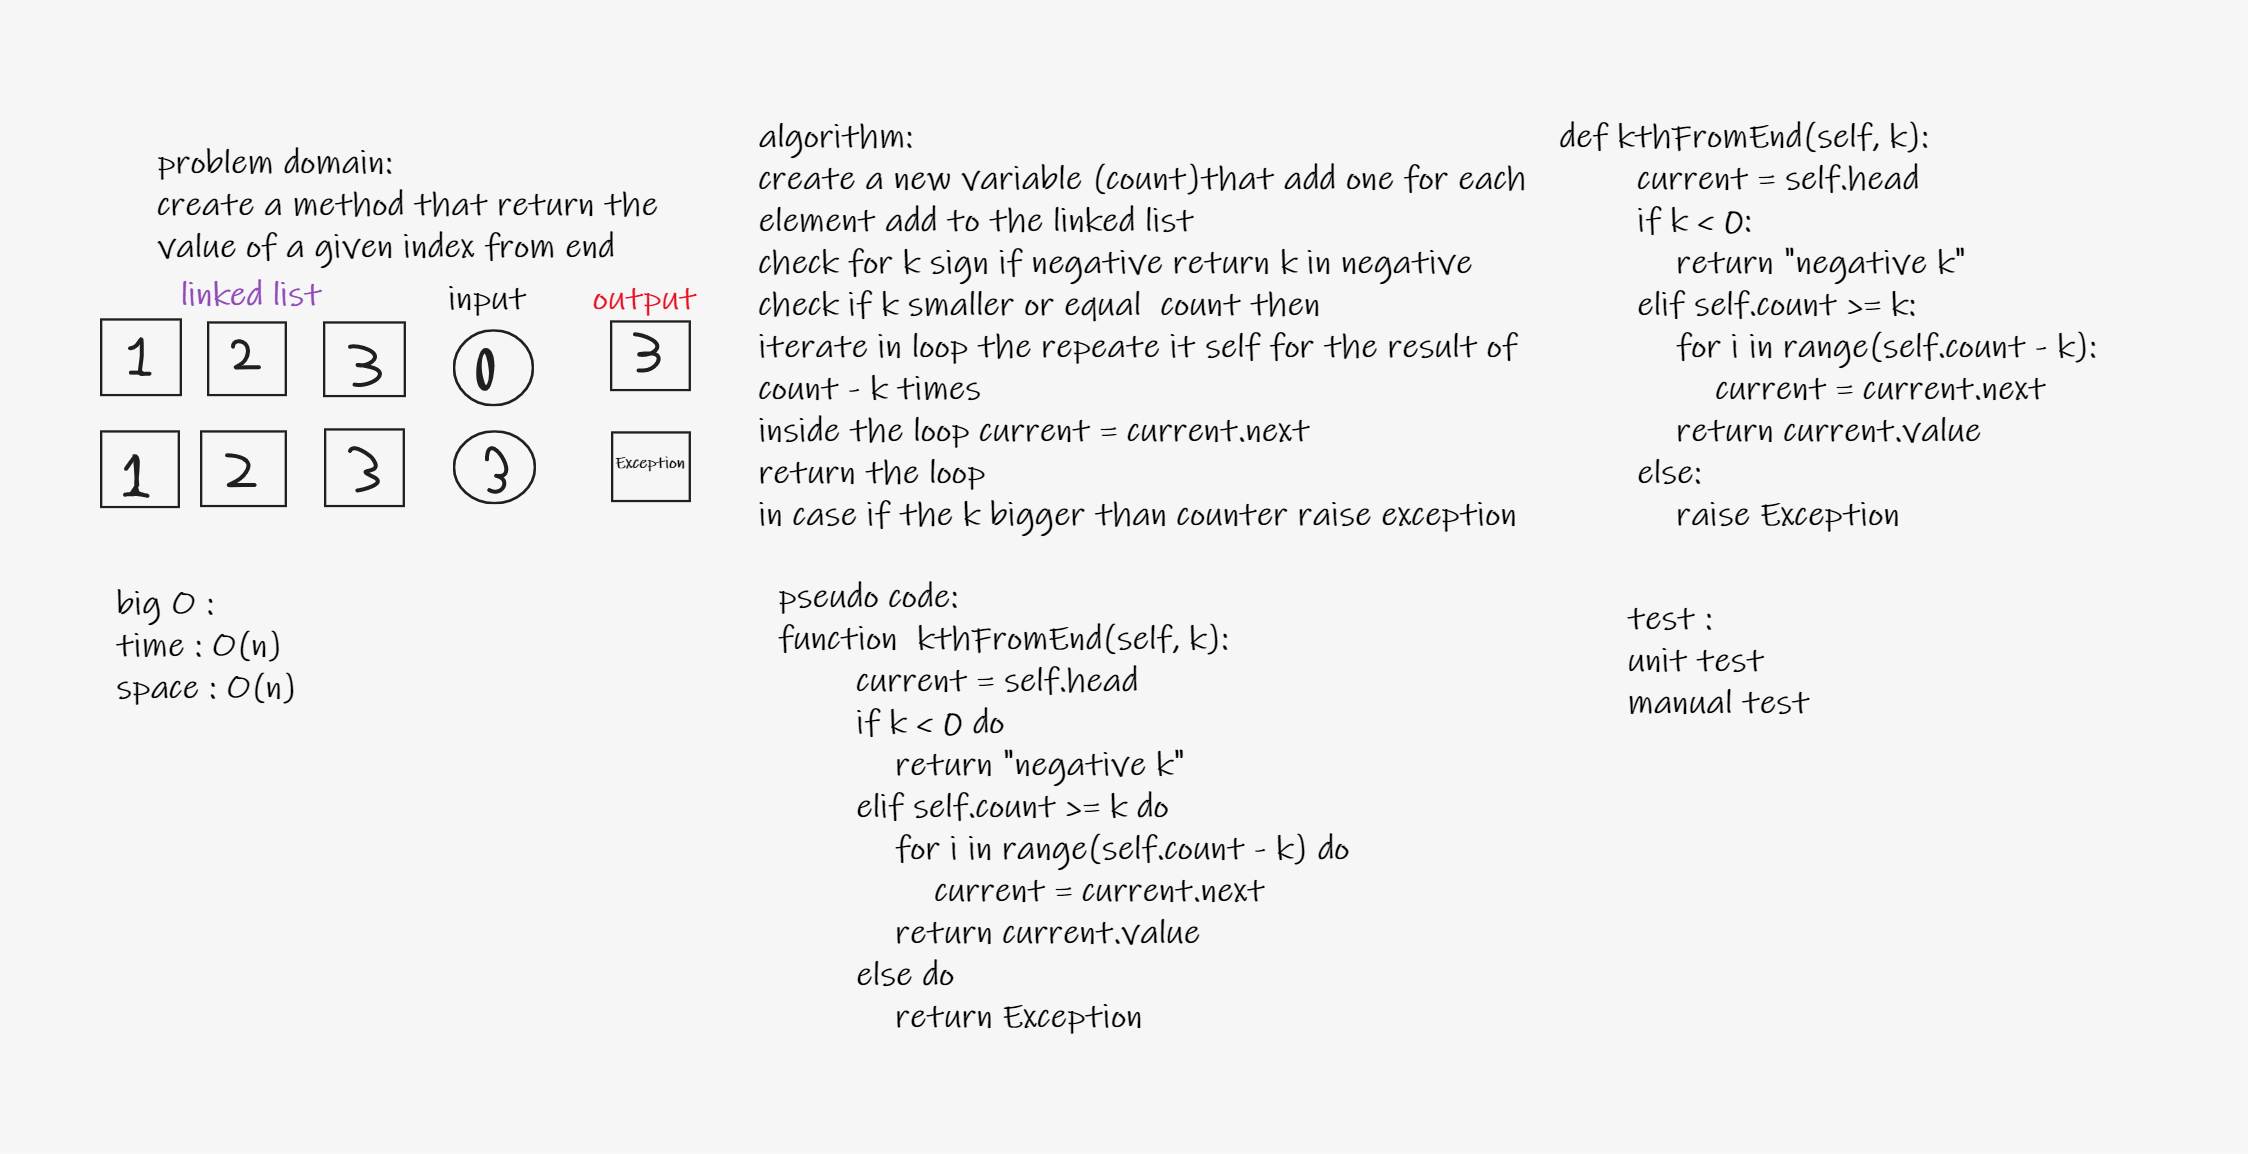 problem domain:
create a method that return the
value of a given index from end
linked list
input
output
1 2 3 0 3
1 2 3 3 Exception
big O :
time : O(n)
space : O(n)
algorithm:
create a new variable (count)that add one for each
element add to the linked list
check for k sign if negative return k in negative
check if k smaller or equal  count then
iterate in loop the repeate it self for the result of
count - k times
inside the loop current = current.next
return the loop
in case if the k bigger than counter raise exception
pseudo code:
function  kthFromEnd(self, k):
current = self.head
if k < 0 do
return "negative k"
elif self.count >= k do
for i in range(self.count - k) do
current = current.next
return current.value
else do
return Exception
def kthFromEnd(self, k):
current = self.head
if k < 0:
return "negative k"
elif self.count >= k:
for i in range(self.count - k):
current = current.next
return current.value
else:
raise Exception
test :
unit test
manual test